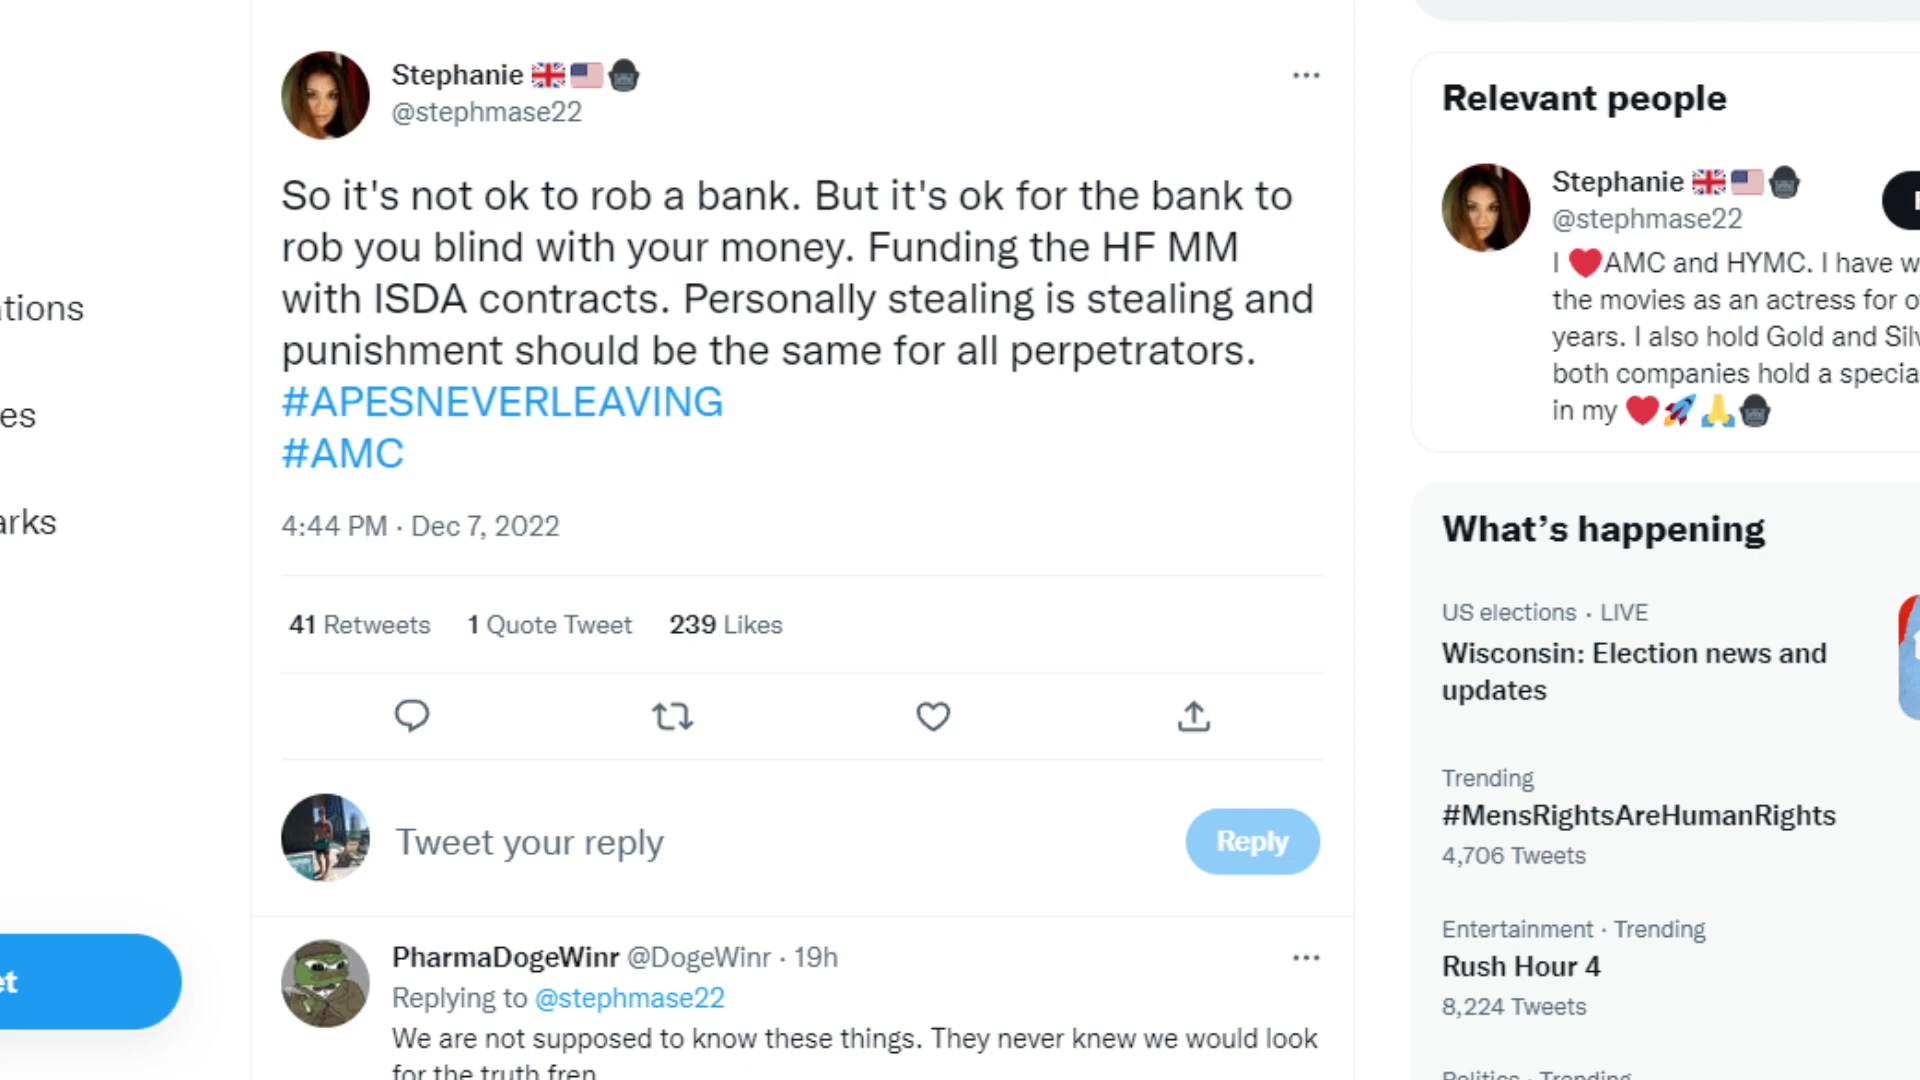 Stephanie 🇬🇧🇺🇸🦍
@stephmase22
So it's not ok to rob a bank. But it's ok for the bank to
rob you blind with your money. Funding the HF MM
with ISDA contracts. Personally stealing is stealing and
punishment should be the same for all perpetrators.
#APESNEVERLEAVING
#AMC
4:44 PM · Dec 7, 2022
41 Retweets 1 Quote Tweet 239 Likes
Tweet your reply
Reply
PharmaDogeWinr @DogeWinr · 19h
Replying to @stephmase22
We are not supposed to know these things. They never knew we would look
for the truth fren
Relevant people
Stephanie 🇬🇧🇺🇸🦍
@stephmase22
I ❤️AMC and HYMC. I have w
the movies as an actress for o
years. I also hold Gold and Silv
both companies hold a specia
in my ❤️🚀🙏🦍
What's happening
US elections · LIVE
Wisconsin: Election news and
updates
Trending
#MensRightsAreHumanRights
4,706 Tweets
Entertainment · Trending
Rush Hour 4
8,224 Tweets
Politics · Trending